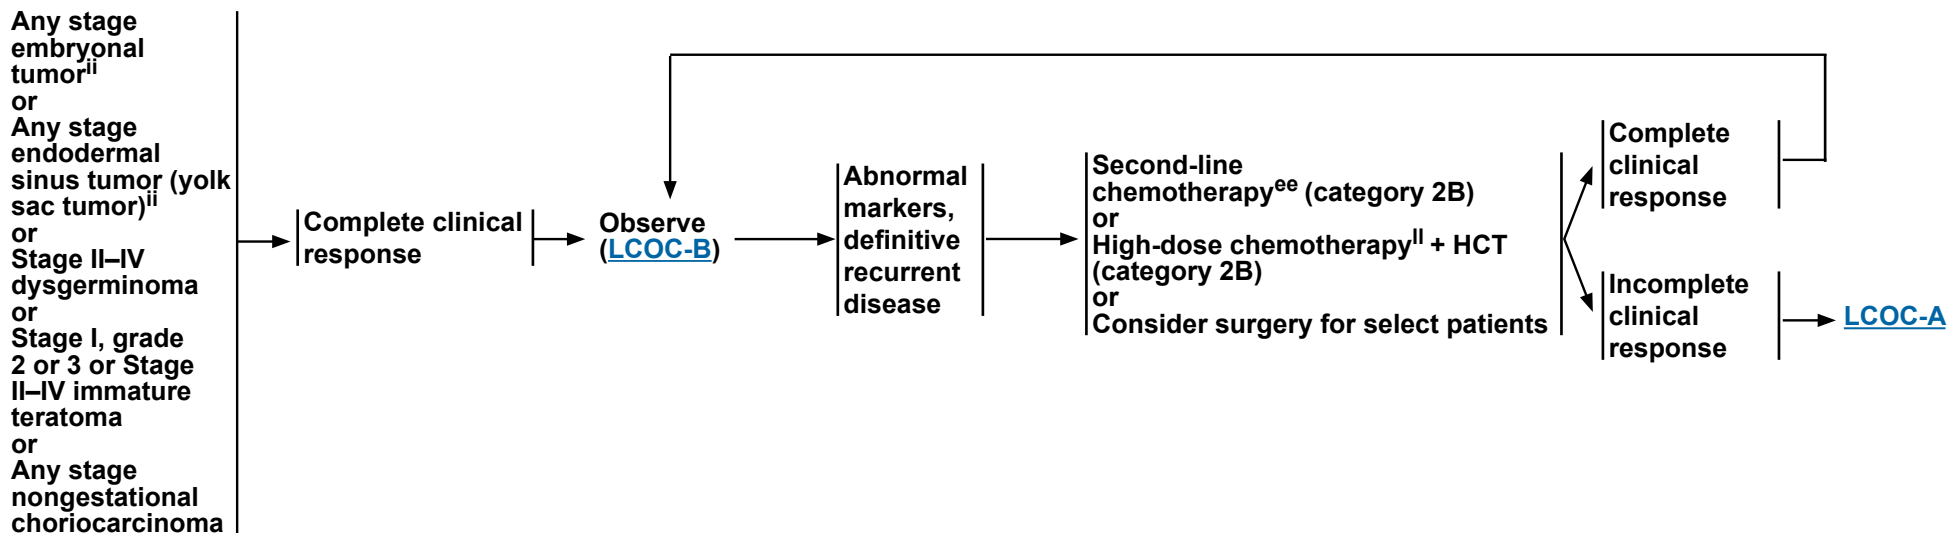 Any stage
embryonal
tumorii
or
Any stage
endodermal
sinus tumor (yolk
sac tumor)ii
or
Stage II–IV
dysgerminoma
or
Stage I, grade
2 or 3 or Stage
II–IV immature
teratoma
or
Any stage
nongestational
choriocarcinoma
Complete clinical
response
Observe
(LCOC-B)
Abnormal
markers,
definitive
recurrent
disease
Second-line
chemotherapyee (category 2B)
or
High-dose chemotherapyll + HCT
(category 2B)
or
Consider surgery for select patients
Complete
clinical
response
Incomplete
clinical
response
LCOC-A